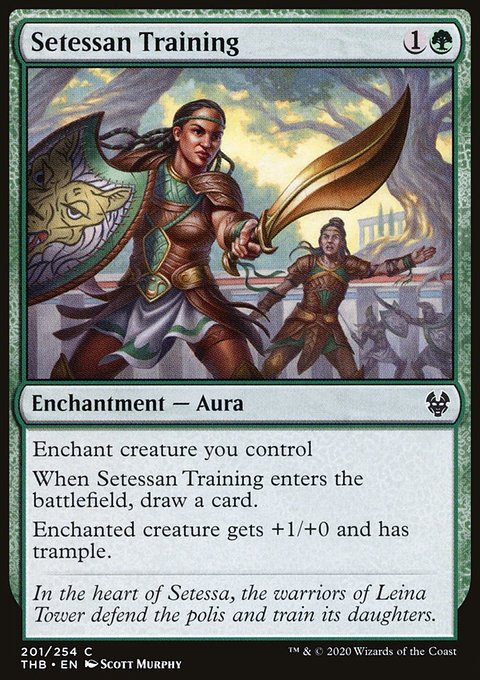 Setessan Training 1
Enchantment — Aura
Enchant creature you control
When Setessan Training enters the
battlefield, draw a card.
Enchanted creature gets +1/+0 and has
trample.
In the heart of Setessa, the warriors of Leina
Tower defend the polis and train its daughters.
201/254 C
THB • EN Scott Murphy
™ & © 2020 Wizards of the Coast